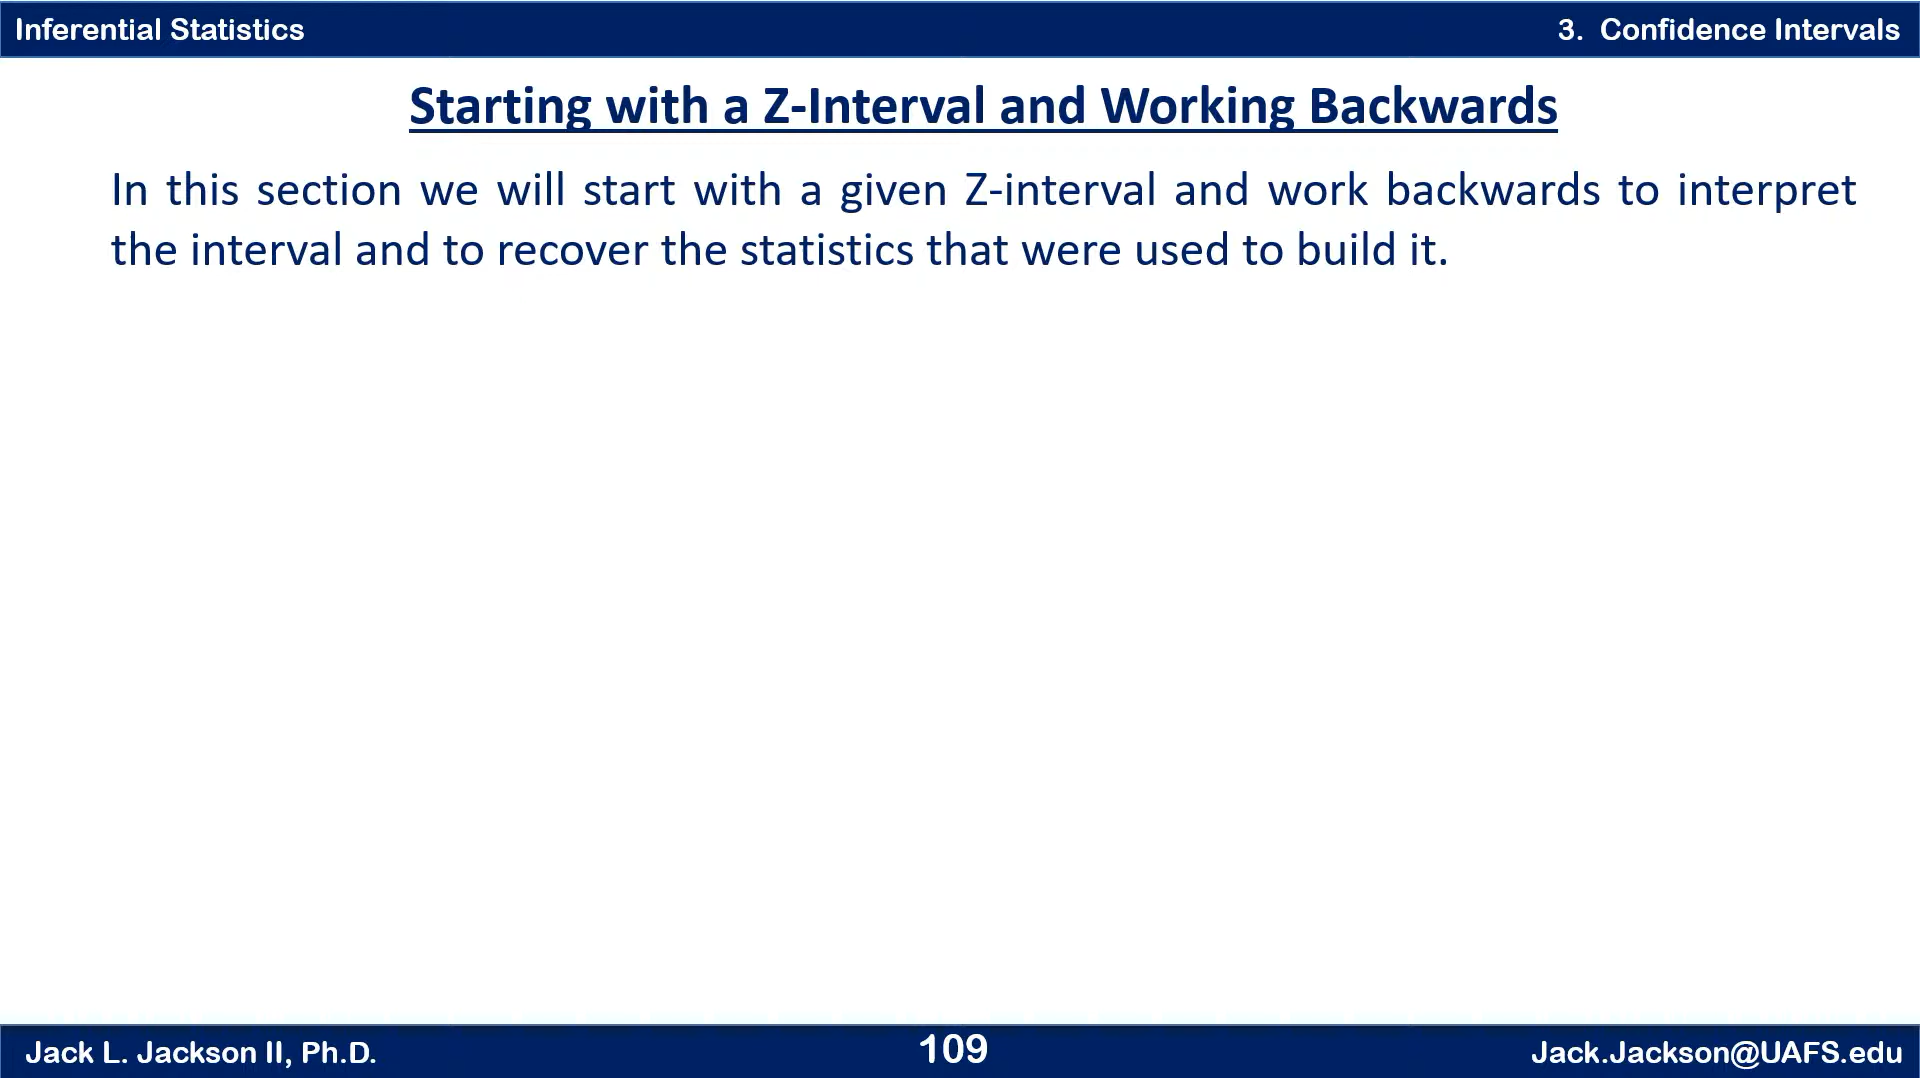 Inferential Statistics
3. Confidence Intervals
Starting with a Z-Interval and Working Backwards
In this section we will start with a given Z-interval and work backwards to interpret
the interval and to recover the statistics that were used to build it.
Jack L. Jackson II, Ph.D.
109
Jack.Jackson@UAFS.edu